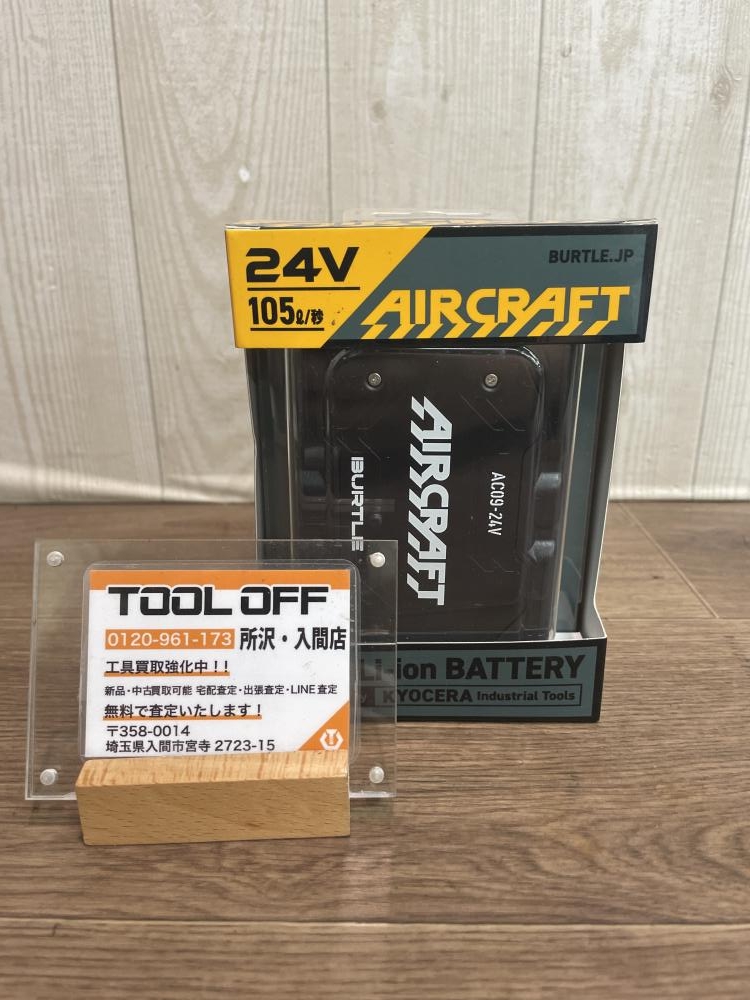 24V
105ℓ/秒
BURTLE.JP
AIRCRAFT
AIRCRAFT
BURTLE
AC09-24V
Li-ion BATTERY
KYOCERA Industrial Tools
TOOL OFF
0120-961-173 所沢・入間店
工具買取強化中!!
新品・中古買取可能 宅配査定・出張査定・LINE査定
無料で査定いたします!
〒358-0014
埼玉県入間市宮寺 2723-15